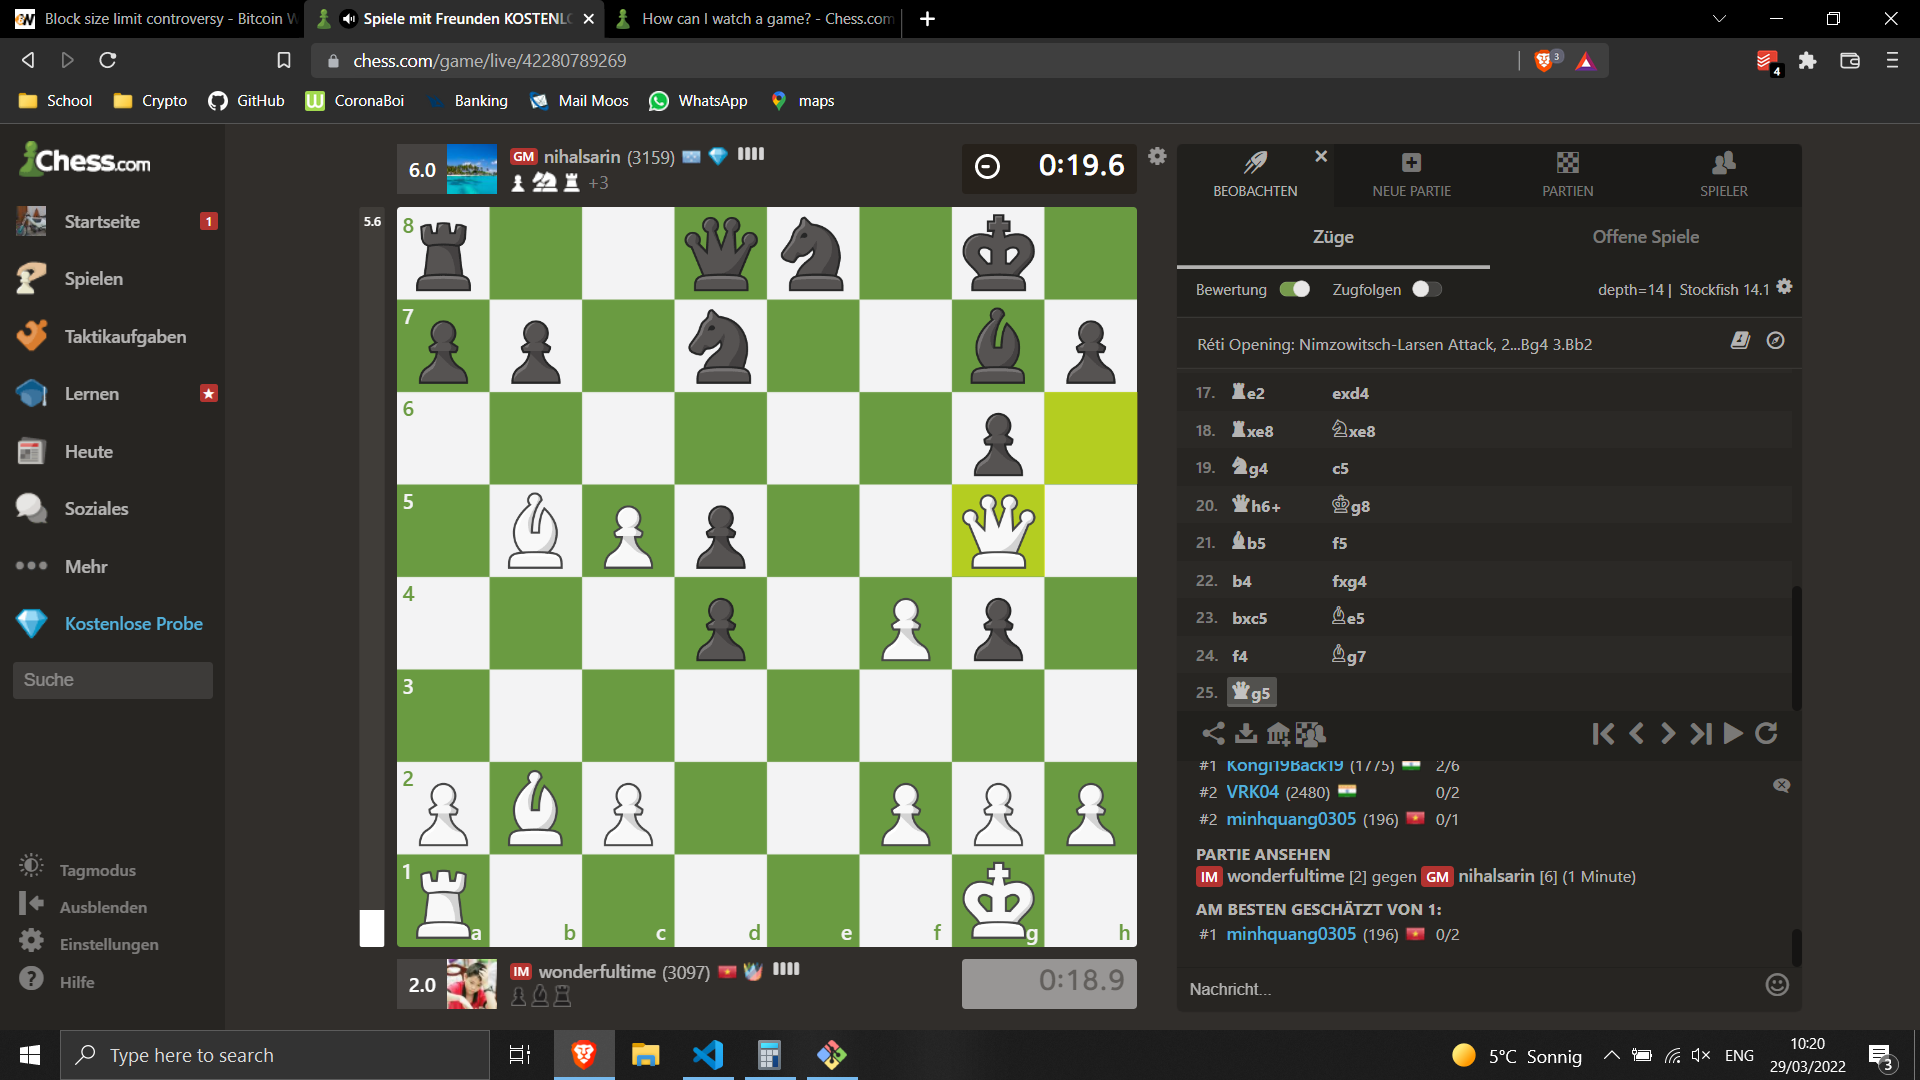 Block size limit controversy - Bitcoin W
Spiele mit Freunden KOSTENLO
How can I watch a game? - Chess.com
chess.com/game/live/42280789269
3
4
School
Crypto
GitHub
CoronaBoi
Banking
Mail Moos
WhatsApp
maps
Chess.com
Startseite
1
Spielen
Taktikaufgaben
Lernen
Heute
Soziales
Mehr
Kostenlose Probe
Suche
Tagmodus
Ausblenden
Einstellungen
Hilfe
6.0
GM nihalsarin (3159)
+3
0:19.6
5.6
8
7
6
5
4
3
2
1
a b c d e f g h
2.0
IM wonderfultime (3097)
0:18.9
BEOBACHTEN
NEUE PARTIE
PARTIEN
SPIELER
Züge
Offene Spiele
Bewertung
Zugfolgen
depth=14 | Stockfish 14.1
Réti Opening: Nimzowitsch-Larsen Attack, 2...Bg4 3.Bb2
17. e2 exd4
18. xe8 xe8
19. g4 c5
20. h6+ g8
21. b5 f5
22. b4 fxg4
23. bxc5 e5
24. f4 g7
25. g5
#1 Kongi19Back19 (1775) 2/6
#2 VRK04 (2480) 0/2
#2 minhquang0305 (196) 0/1
PARTIE ANSEHEN
IM wonderfultime [2] gegen GM nihalsarin [6] (1 Minute)
AM BESTEN GESCHÄTZT VON 1:
#1 minhquang0305 (196) 0/2
Nachricht...
Type here to search
5°C Sonnig
ENG
10:20
29/03/2022
3